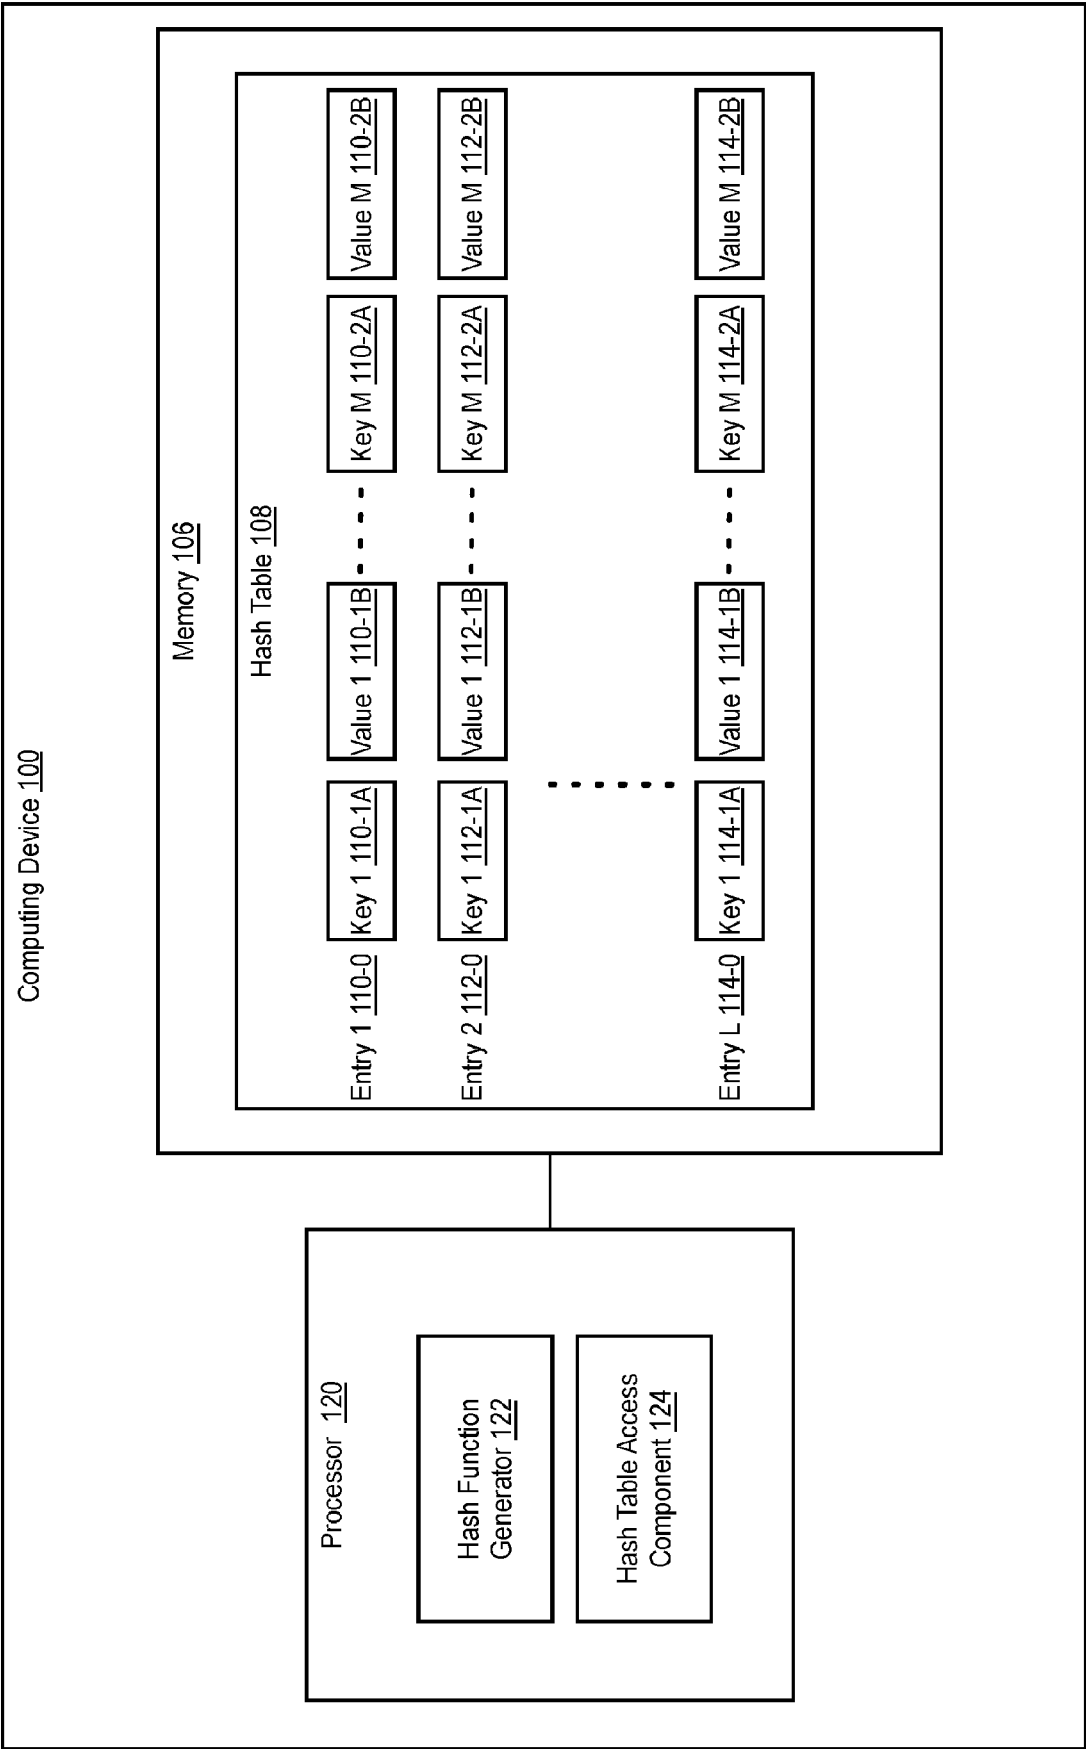 Computing Device 100
Processor 120
Hash Function
Generator 122
Hash Table Access
Component 124
Memory 106
Hash Table 108
Entry 1 110-0 Key 1 110-1A Value 1 110-1B Key M 110-2A Value M 110-2B
Entry 2 112-0 Key 1 112-1A Value 1 112-1B Key M 112-2A Value M 112-2B
Entry L 114-0 Key 1 114-1A Value 1 114-1B Key M 114-2A Value M 114-2B